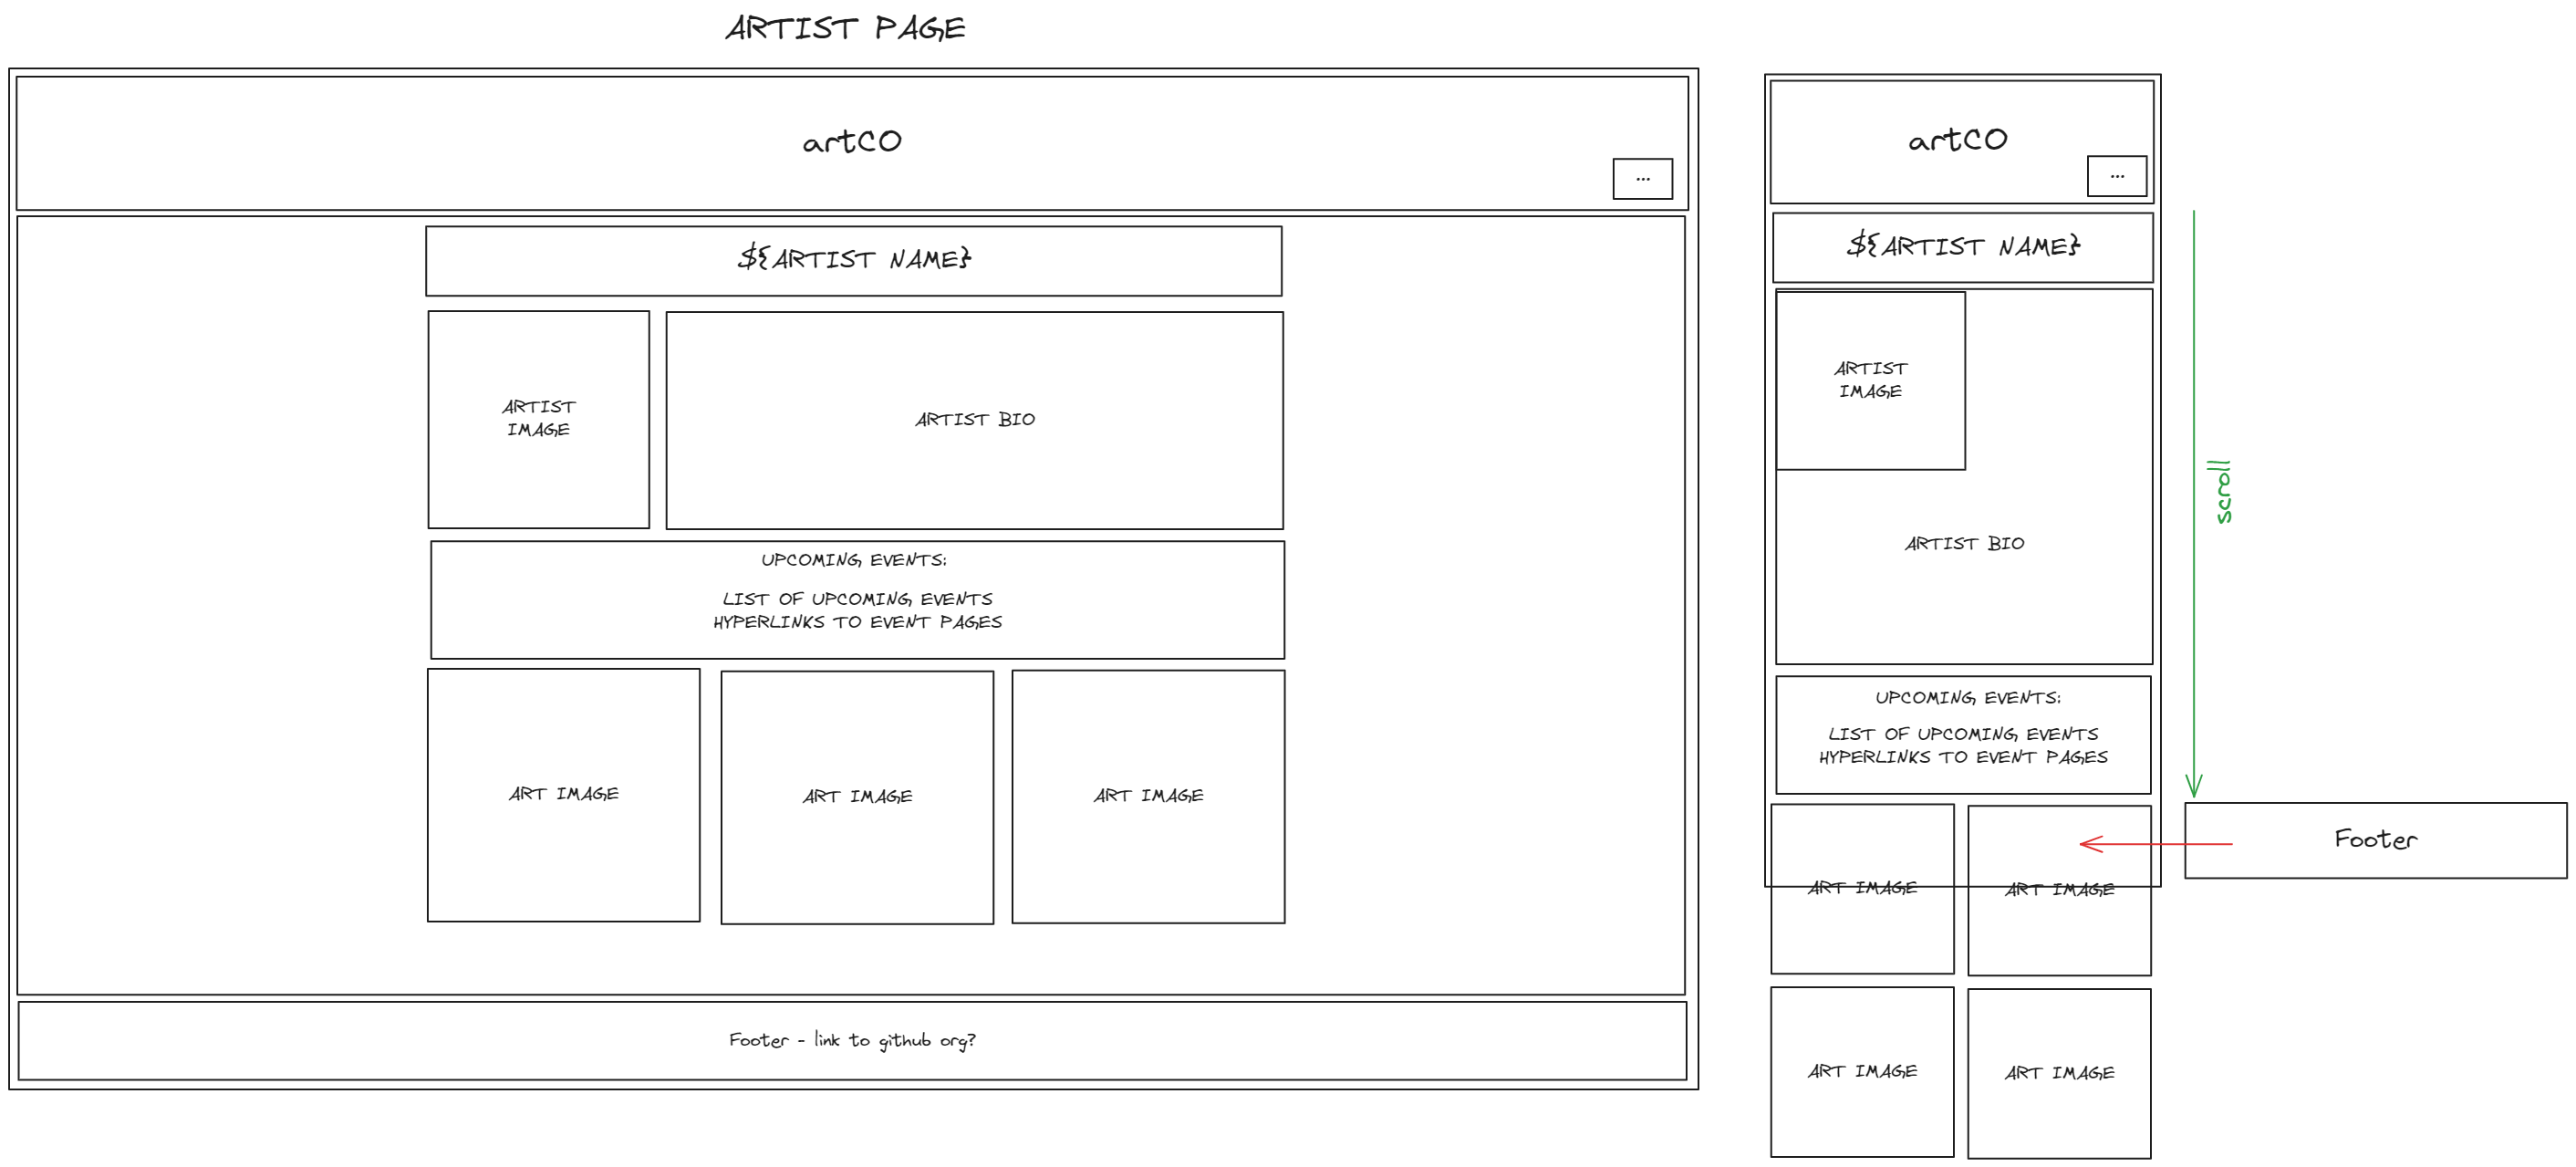 ARTIST PAGE
artCO
...
${ARTIST NAME}
ARTIST
IMAGE
ARTIST BIO
UPCOMING EVENTS:
LIST OF UPCOMING EVENTS
HYPERLINKS TO EVENT PAGES
ART IMAGE
ART IMAGE
ART IMAGE
Footer - link to github org?
artCO
...
${ARTIST NAME}
ARTIST
IMAGE
ARTIST BIO
UPCOMING EVENTS:
LIST OF UPCOMING EVENTS
HYPERLINKS TO EVENT PAGES
ART IMAGE
ART IMAGE
ART IMAGE
ART IMAGE
scroll
Footer